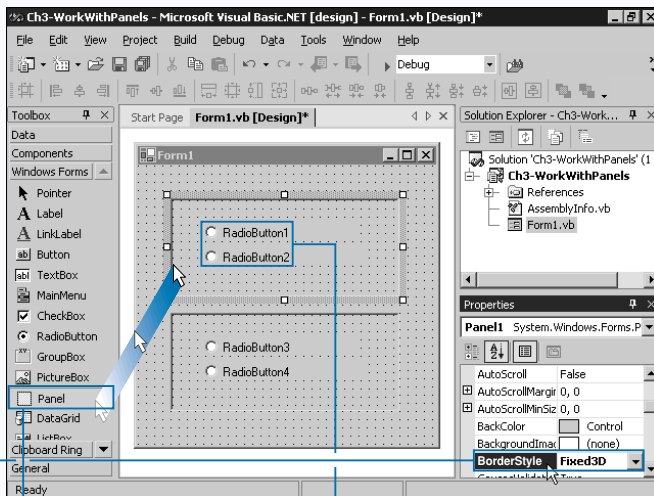 Ch3-WorkWithPanels - Microsoft Visual Basic.NET [design] - Form1.vb [Design]*
File Edit View Project Build Debug Data Tools Window Help
Debug
Toolbox
Data
Components
Windows Forms
Pointer
Label
LinkLabel
Button
TextBox
MainMenu
CheckBox
RadioButton
GroupBox
PictureBox
Panel
DataGrid
ListBox
Clipboard Ring
General
Ready
Start Page Form1.vb [Design]*
Form1
RadioButton1
RadioButton2
RadioButton3
RadioButton4
Solution Explorer - Ch3-Work...
Solution 'Ch3-WorkWithPanels' (1
Ch3-WorkWithPanels
References
AssemblyInfo.vb
Form1.vb
Properties
Panel1 System.Windows.Forms.P
AutoScroll False
AutoScrollMargir 0, 0
AutoScrollMinSiz 0, 0
BackColor Control
BackgroundImag (none)
BorderStyle Fixed3D
True